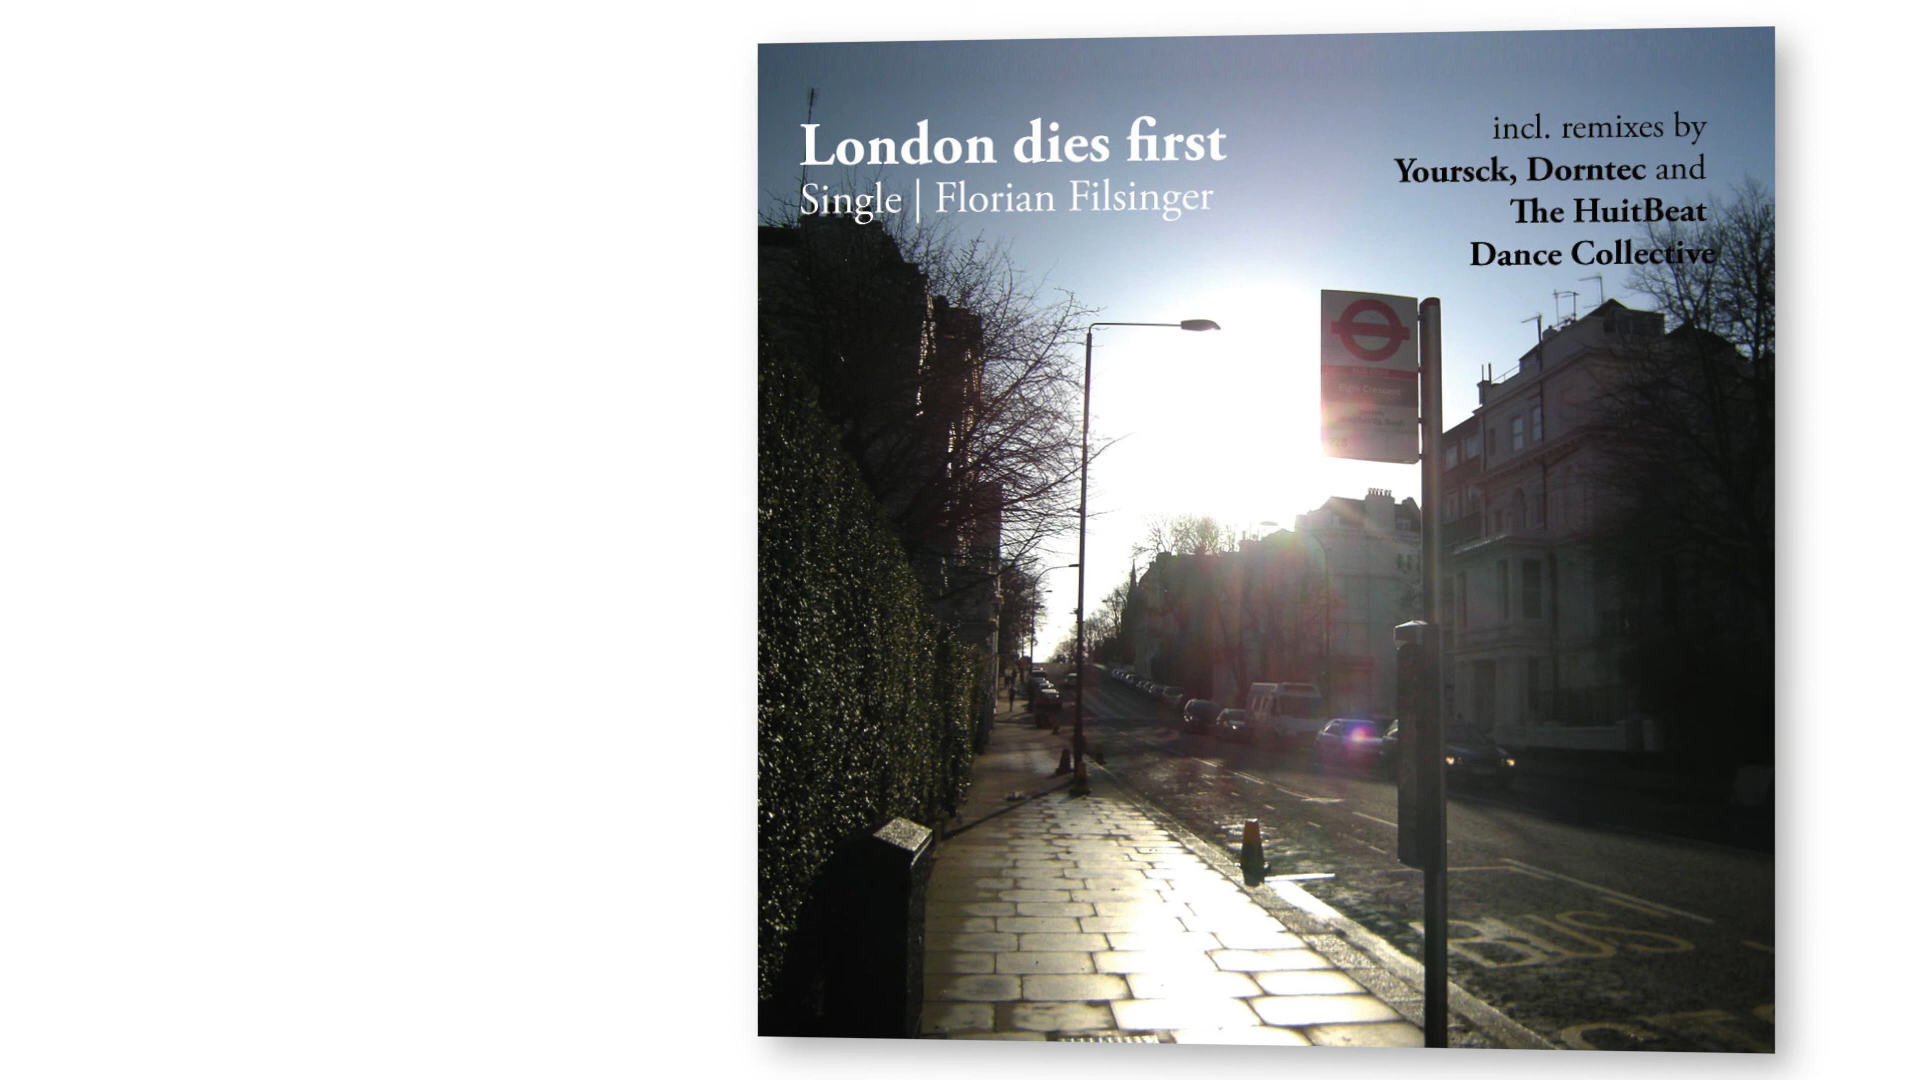 London dies first
Single | Florian Filsinger
incl. remixes by
Yoursck, Dorntec and
The HuitBeat
Dance Collective
BUS